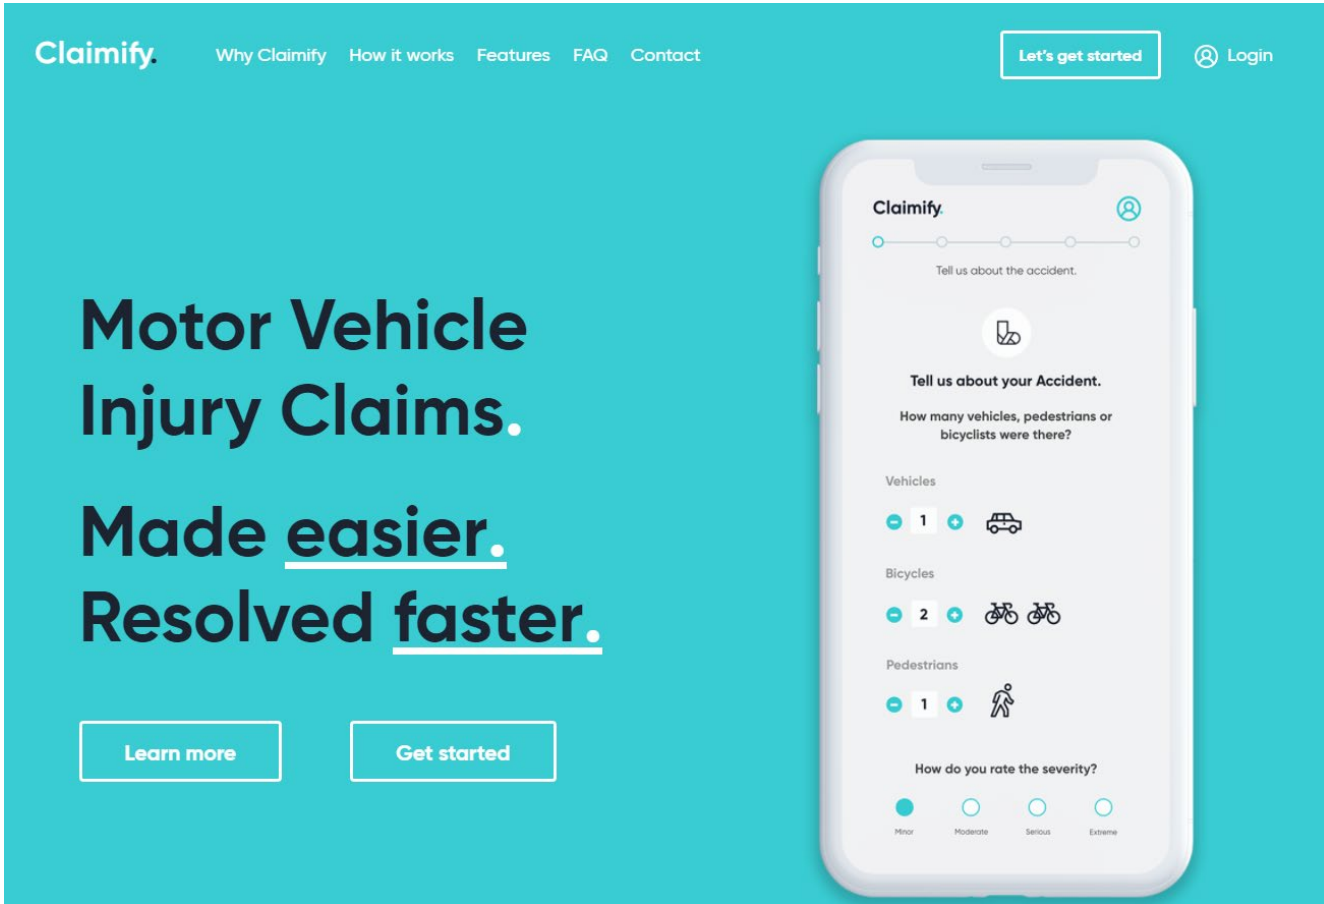 Claimify.
Why Claimify
How it works
Features
FAQ
Contact
Let's get started
Login
Motor Vehicle
Injury Claims.
Made easier.
Resolved faster.
Learn more
Get started
Claimify.
Tell us about the accident.
Tell us about your Accident.
How many vehicles, pedestrians or
bicyclists were there?
Vehicles
1
Bicycles
2
Pedestrians
1
How do you rate the severity?
Minor
Moderate
Serious
Extreme